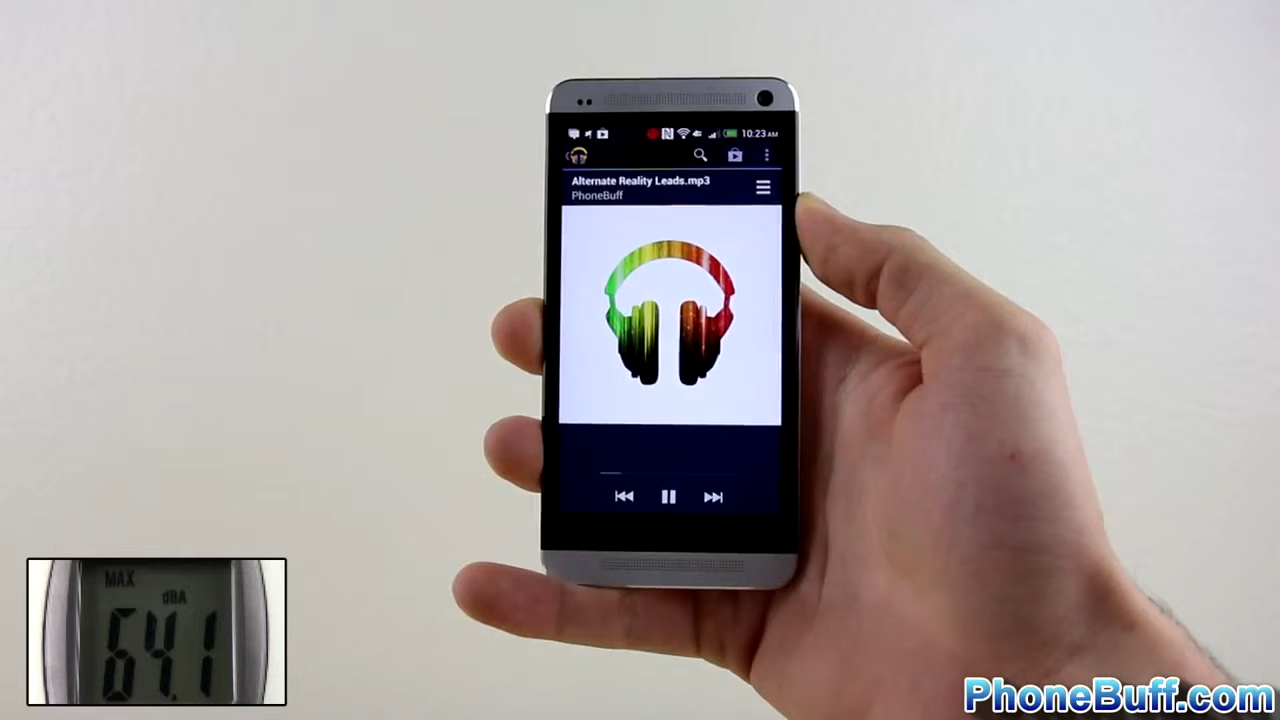 10:23 AM
Alternate Reality Leads.mp3
PhoneBuff
MAX
dBA
64.1
PhoneBuff.com